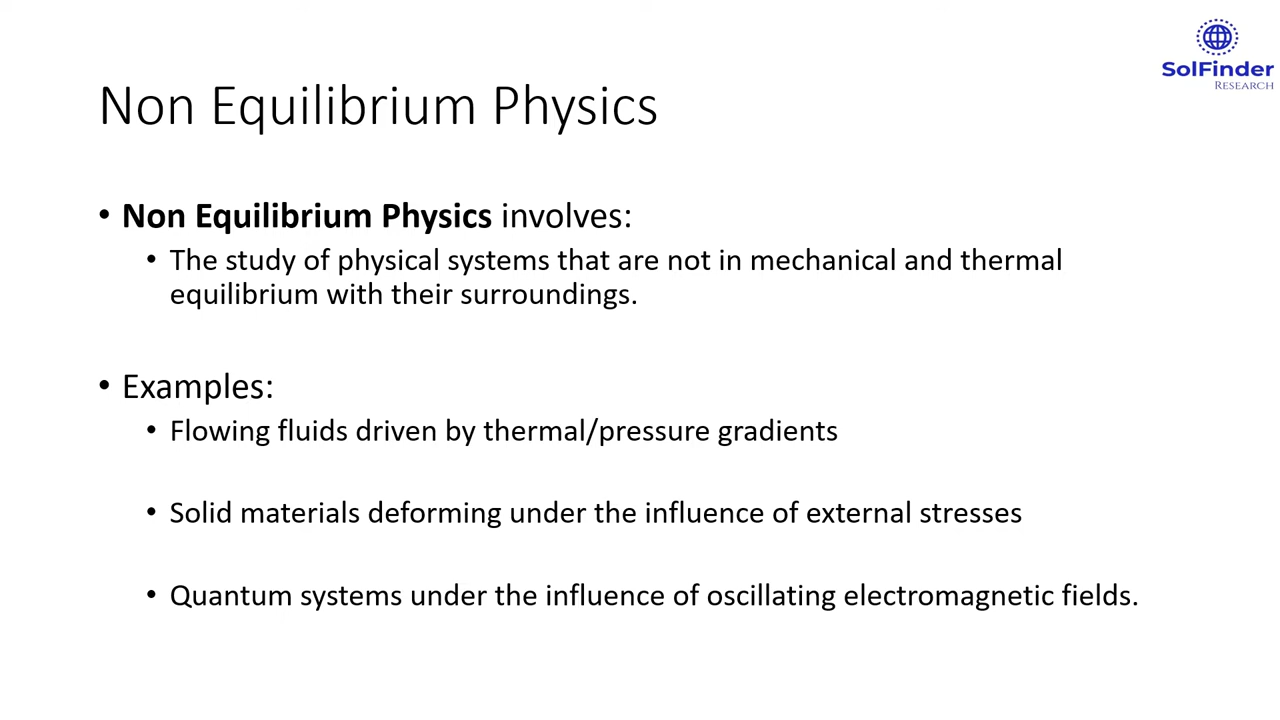 SolFinder
RESEARCH
Non Equilibrium Physics
• Non Equilibrium Physics involves:
• The study of physical systems that are not in mechanical and thermal
equilibrium with their surroundings.
• Examples:
• Flowing fluids driven by thermal/pressure gradients
• Solid materials deforming under the influence of external stresses
• Quantum systems under the influence of oscillating electromagnetic fields.